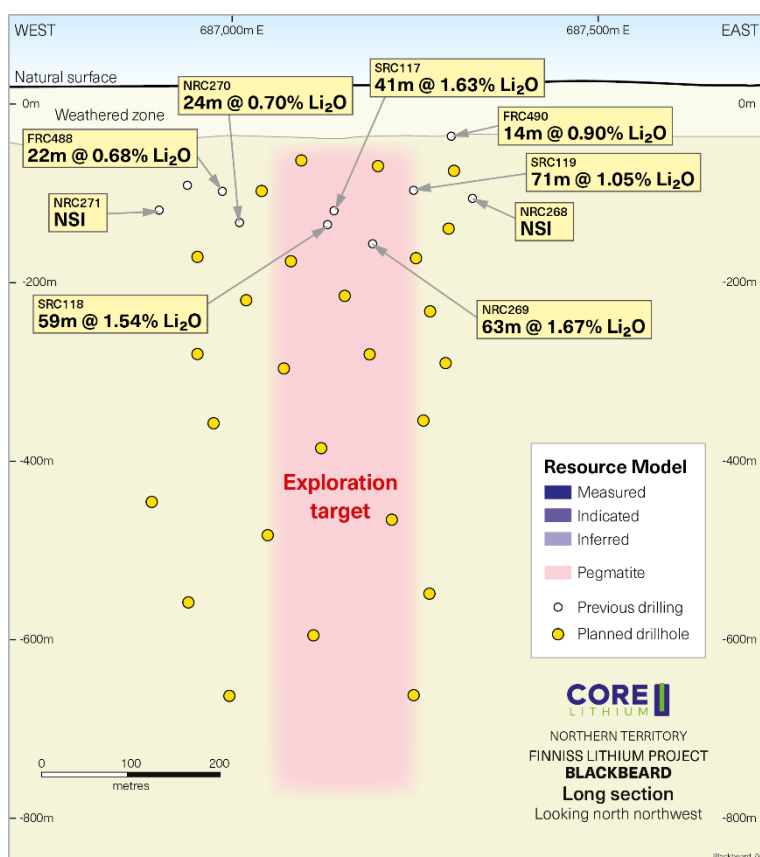 WEST
687,000m E
687,500m E
EAST
Natural surface
0m
0m
Weathered zone
NRC270
24m @ 0.70% Li2O
SRC117
41m @ 1.63% Li2O
FRC490
14m @ 0.90% Li2O
FRC488
22m @ 0.68% Li2O
SRC119
71m @ 1.05% Li2O
NRC271
NSI
NRC268
NSI
-200m
-200m
SRC118
59m @ 1.54% Li2O
NRC269
63m @ 1.67% Li2O
-400m
-400m
Exploration
target
Resource Model
Measured
Indicated
Inferred
Pegmatite
Previous drilling
Planned drillhole
-600m
-600m
CORE
LITHIUM
NORTHERN TERRITORY
FINNISS LITHIUM PROJECT
BLACKBEARD
Long section
Looking north northwest
0
100
200
metres
-800m
-800m